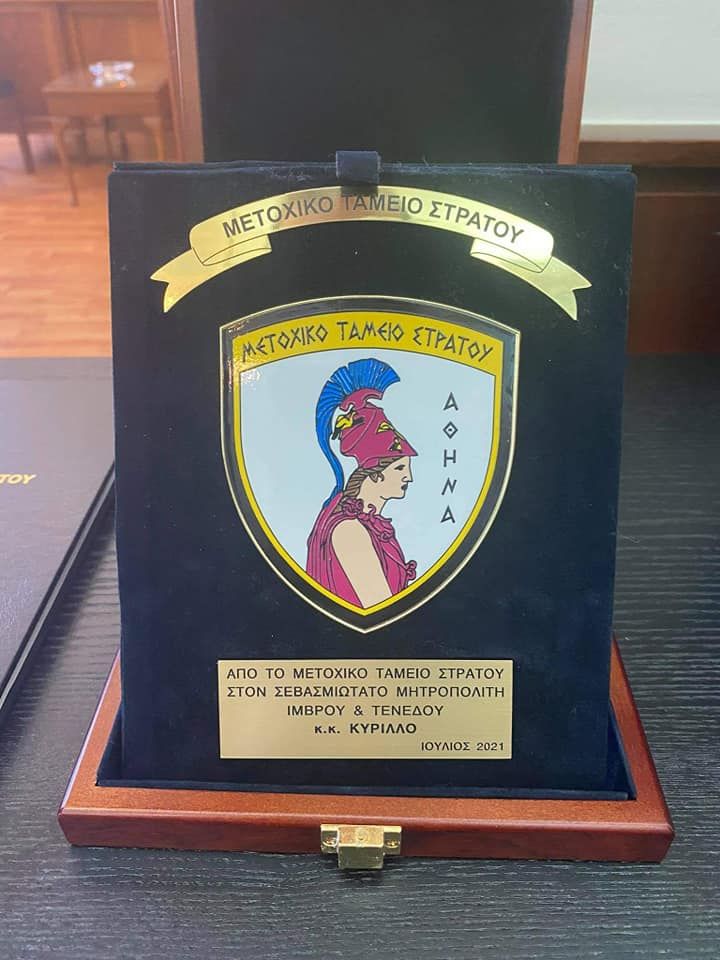 ΜΕΤΟΧΙΚΟ ΤΑΜΕΙΟ ΣΤΡΑΤΟΥ
ΜΕΤΟΧΙΚΟ ΤΑΜΕΙΟ ΣΤΡΑΤΟΥ
ΑΘΗΝΑ
ΑΠΟ ΤΟ ΜΕΤΟΧΙΚΟ ΤΑΜΕΙΟ ΣΤΡΑΤΟΥ
ΣΤΟΝ ΣΕΒΑΣΜΙΩΤΑΤΟ ΜΗΤΡΟΠΟΛΙΤΗ
ΙΜΒΡΟΥ & ΤΕΝΕΔΟΥ
κ.κ. ΚΥΡΙΛΛΟ
ΙΟΥΛΙΟΣ 2021